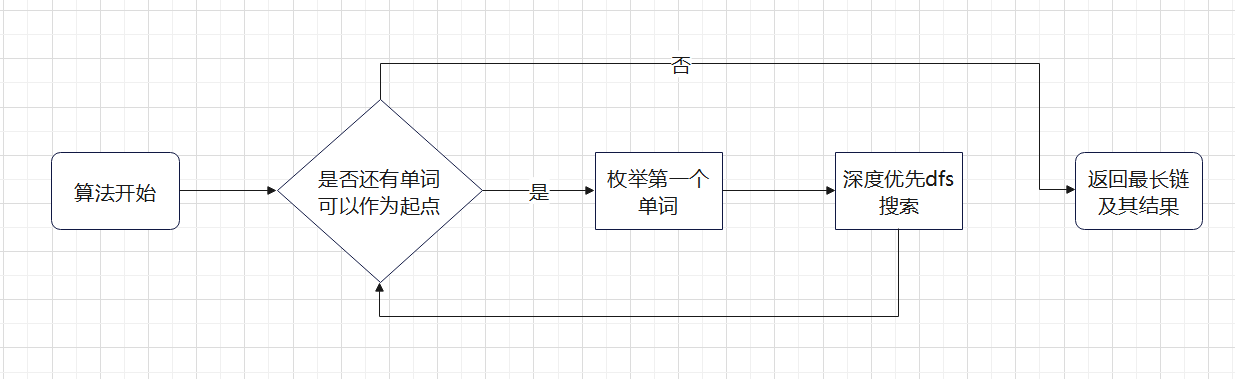 否
算法开始
是否还有单词
可以作为起点
是
枚举第一个
单词
深度优先dfs
搜索
返回最长链
及其结果